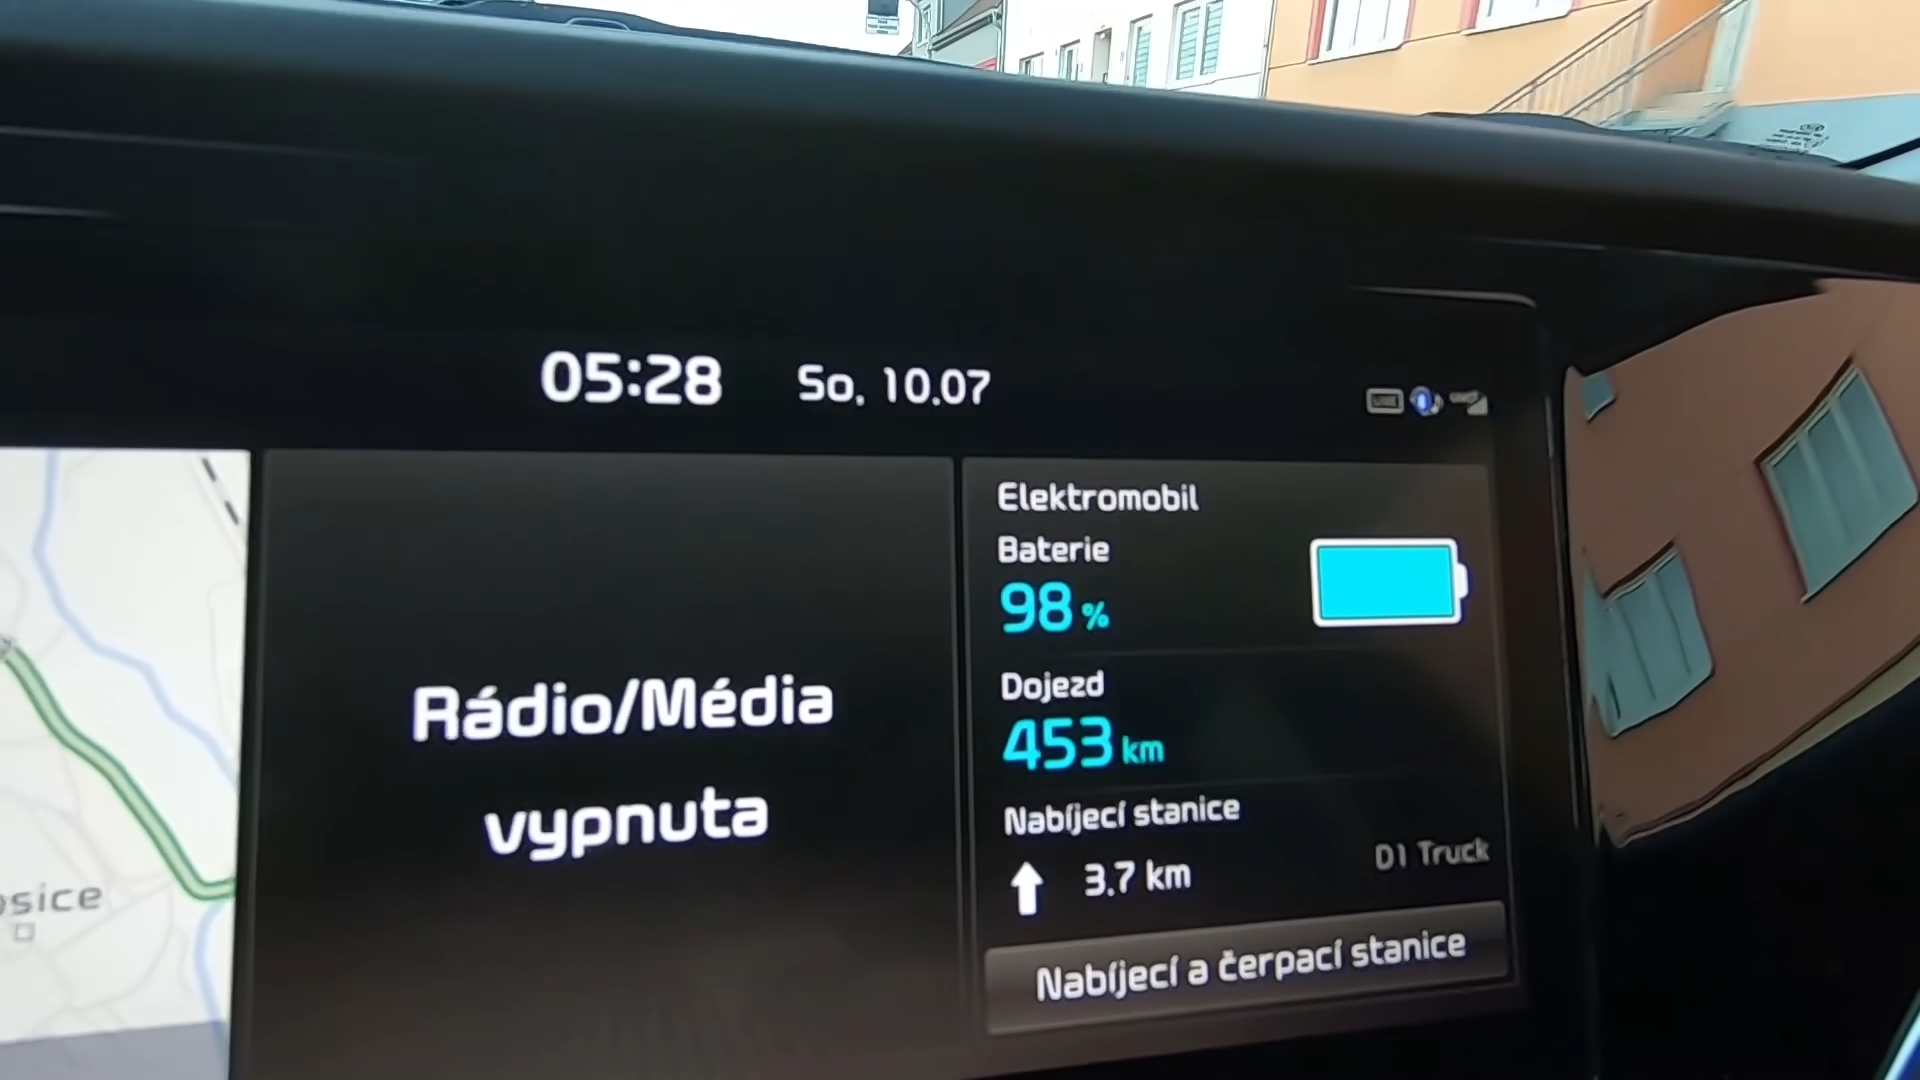 05:28 So, 10.07
Elektromobil
Baterie
98 %
Dojezd
453 km
Nabíjecí stanice
3.7 km D1 Truck
Nabíjecí a čerpací stanice
Rádio/Média
vypnuta
osice